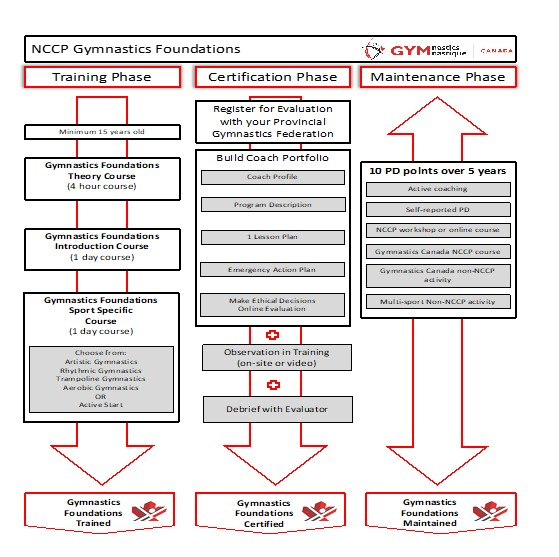 NCCP Gymnastics Foundations
GYMnastics
nastique
CANADA
Training Phase
Certification Phase
Maintenance Phase
Minimum 15 years old
Gymnastics Foundations
Theory Course
(4 hour course)
Gymnastics Foundations
Introduction Course
(1 day course)
Gymnastics Foundations
Sport Specific
Course
(1 day course)
Choose from:
Artistic Gymnastics
Rhythmic Gymnastics
Trampoline Gymnastics
Aerobic Gymnastics
OR
Active Start
Gymnastics
Foundations
Trained
Register for Evaluation
with your Provincial
Gymnastics Federation
Build Coach Portfolio
Coach Profile
Program Description
1 Lesson Plan
Emergency Action Plan
Make Ethical Decisions
Online Evaluation
Observation in Training
(on-site or video)
Debrief with Evaluator
Gymnastics
Foundations
Certified
10 PD points over 5 years
Active coaching
Self-reported PD
NCCP workshop or online course
Gymnastics Canada NCCP course
Gymnastics Canada non-NCCP
activity
Multi-sport Non-NCCP activity
Gymnastics
Foundations
Maintained